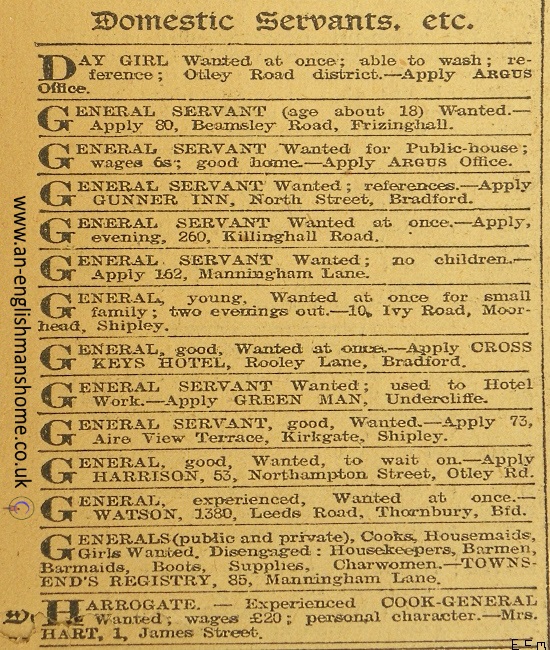 Domestic Servants, etc.
DAY GIRL Wanted at once; able to wash; re-
ference; Otley Road district.—Apply ARGUS
Office.
GENERAL SERVANT (age about 18) Wanted.—
Apply 80, Beamsley Road, Frizinghall.
GENERAL SERVANT Wanted for Public-house;
wages 6s; good home.—Apply ARGUS Office.
GENERAL SERVANT Wanted; references.—Apply
GUNNER INN, North Street, Bradford.
GENERAL SERVANT Wanted at once.—Apply,
evening, 260, Killinghall Road.
GENERAL SERVANT Wanted; no children.—
Apply 162, Manningham Lane.
GENERAL, young, Wanted at once for small
family; two evenings out.—10, Ivy Road, Moor-
head, Shipley.
GENERAL, good, Wanted at once.—Apply CROSS
KEYS HOTEL, Rooley Lane, Bradford.
GENERAL SERVANT Wanted; used to Hotel
Work.—Apply GREEN MAN, Undercliffe.
GENERAL SERVANT, good, Wanted.—Apply 73,
Aire View Terrace, Kirkgate, Shipley.
GENERAL, good, Wanted, to wait on.—Apply
HARRISON, 53, Northampton Street, Otley Rd.
GENERAL, experienced, Wanted at once.—
WATSON, 1380, Leeds Road, Thornbury, Bfd.
GENERALS (public and private), Cooks, Housemaids,
Girls Wanted. Disengaged: Housekeepers, Barmen,
Barmaids, Boots, Supplies, Charwomen.—TOWNS-
END'S REGISTRY, 85, Manningham Lane.
HARROGATE. — Experienced COOK-GENERAL
Wanted; wages £20; personal character.—Mrs.
HART, 1, James Street.
www.an-englishmanshome.co.uk